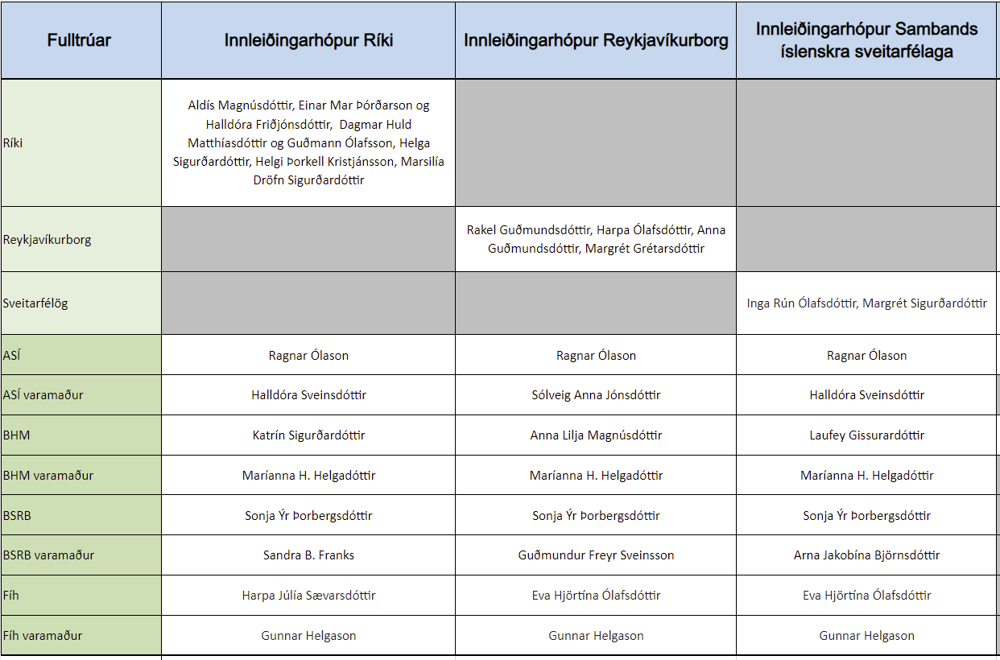 Fulltrúar
Innleiðingarhópur Ríki
Innleiðingarhópur Reykjavíkurborg
Innleiðingarhópur Sambands
íslenskra sveitarfélaga
Ríki
Aldís Magnúsdóttir, Einar Mar Þórðarson og
Halldóra Friðjónsdóttir, Dagmar Huld
Matthíasdóttir og Guðmann Ólafsson, Helga
Sigurðardóttir, Helgi Þorkell Kristjánsson, Marsilía
Dröfn Sigurðardóttir
Reykjavíkurborg
Rakel Guðmundsdóttir, Harpa Ólafsdóttir, Anna
Guðmundsdóttir, Margrét Grétarsdóttir
Sveitarfélög
Inga Rún Ólafsdóttir, Margrét Sigurðardóttir
ASÍ
Ragnar Ólason
Ragnar Ólason
Ragnar Ólason
ASÍ varamaður
Halldóra Sveinsdóttir
Sólveig Anna Jónsdóttir
Halldóra Sveinsdóttir
BHM
Katrín Sigurðardóttir
Anna Lilja Magnúsdóttir
Laufey Gissurardóttir
BHM varamaður
Maríanna H. Helgadóttir
Maríanna H. Helgadóttir
Maríanna H. Helgadóttir
BSRB
Sonja Ýr Þorbergsdóttir
Sonja Ýr Þorbergsdóttir
Sonja Ýr Þorbergsdóttir
BSRB varamaður
Sandra B. Franks
Guðmundur Freyr Sveinsson
Arna Jakobína Björnsdóttir
Fíh
Harpa Júlía Sævarsdóttir
Eva Hjörtína Ólafsdóttir
Eva Hjörtína Ólafsdóttir
Fíh varamaður
Gunnar Helgason
Gunnar Helgason
Gunnar Helgason